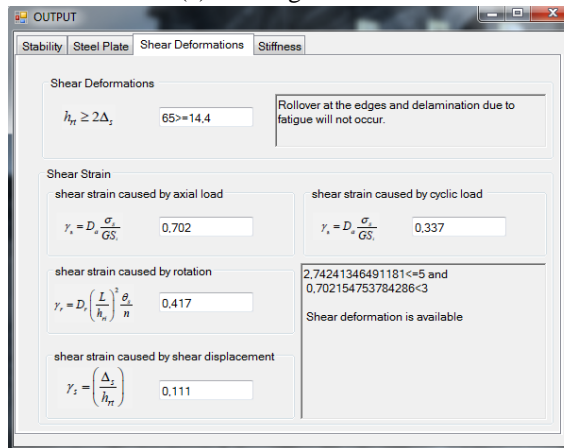 OUTPUT
Stability Steel Plate Shear Deformations Stiffness
Shear Deformations
h_rt ≥ 2Δ_s
65>=14,4
Rollover at the edges and delamination due to
fatigue will not occur.
Shear Strain
shear strain caused by axial load
γ_a = D_a σ_s / GS_i
0,702
shear strain caused by cyclic load
γ_a = D_a σ_s / GS_i
0,337
shear strain caused by rotation
γ_r = D_r (L / h_ri)² θ_s / n
0,417
2,74241346491181<=5 and
0,702154753784286<3
Shear deformation is available
shear strain caused by shear displacement
γ_s = (Δ_s / h_rt)
0,111